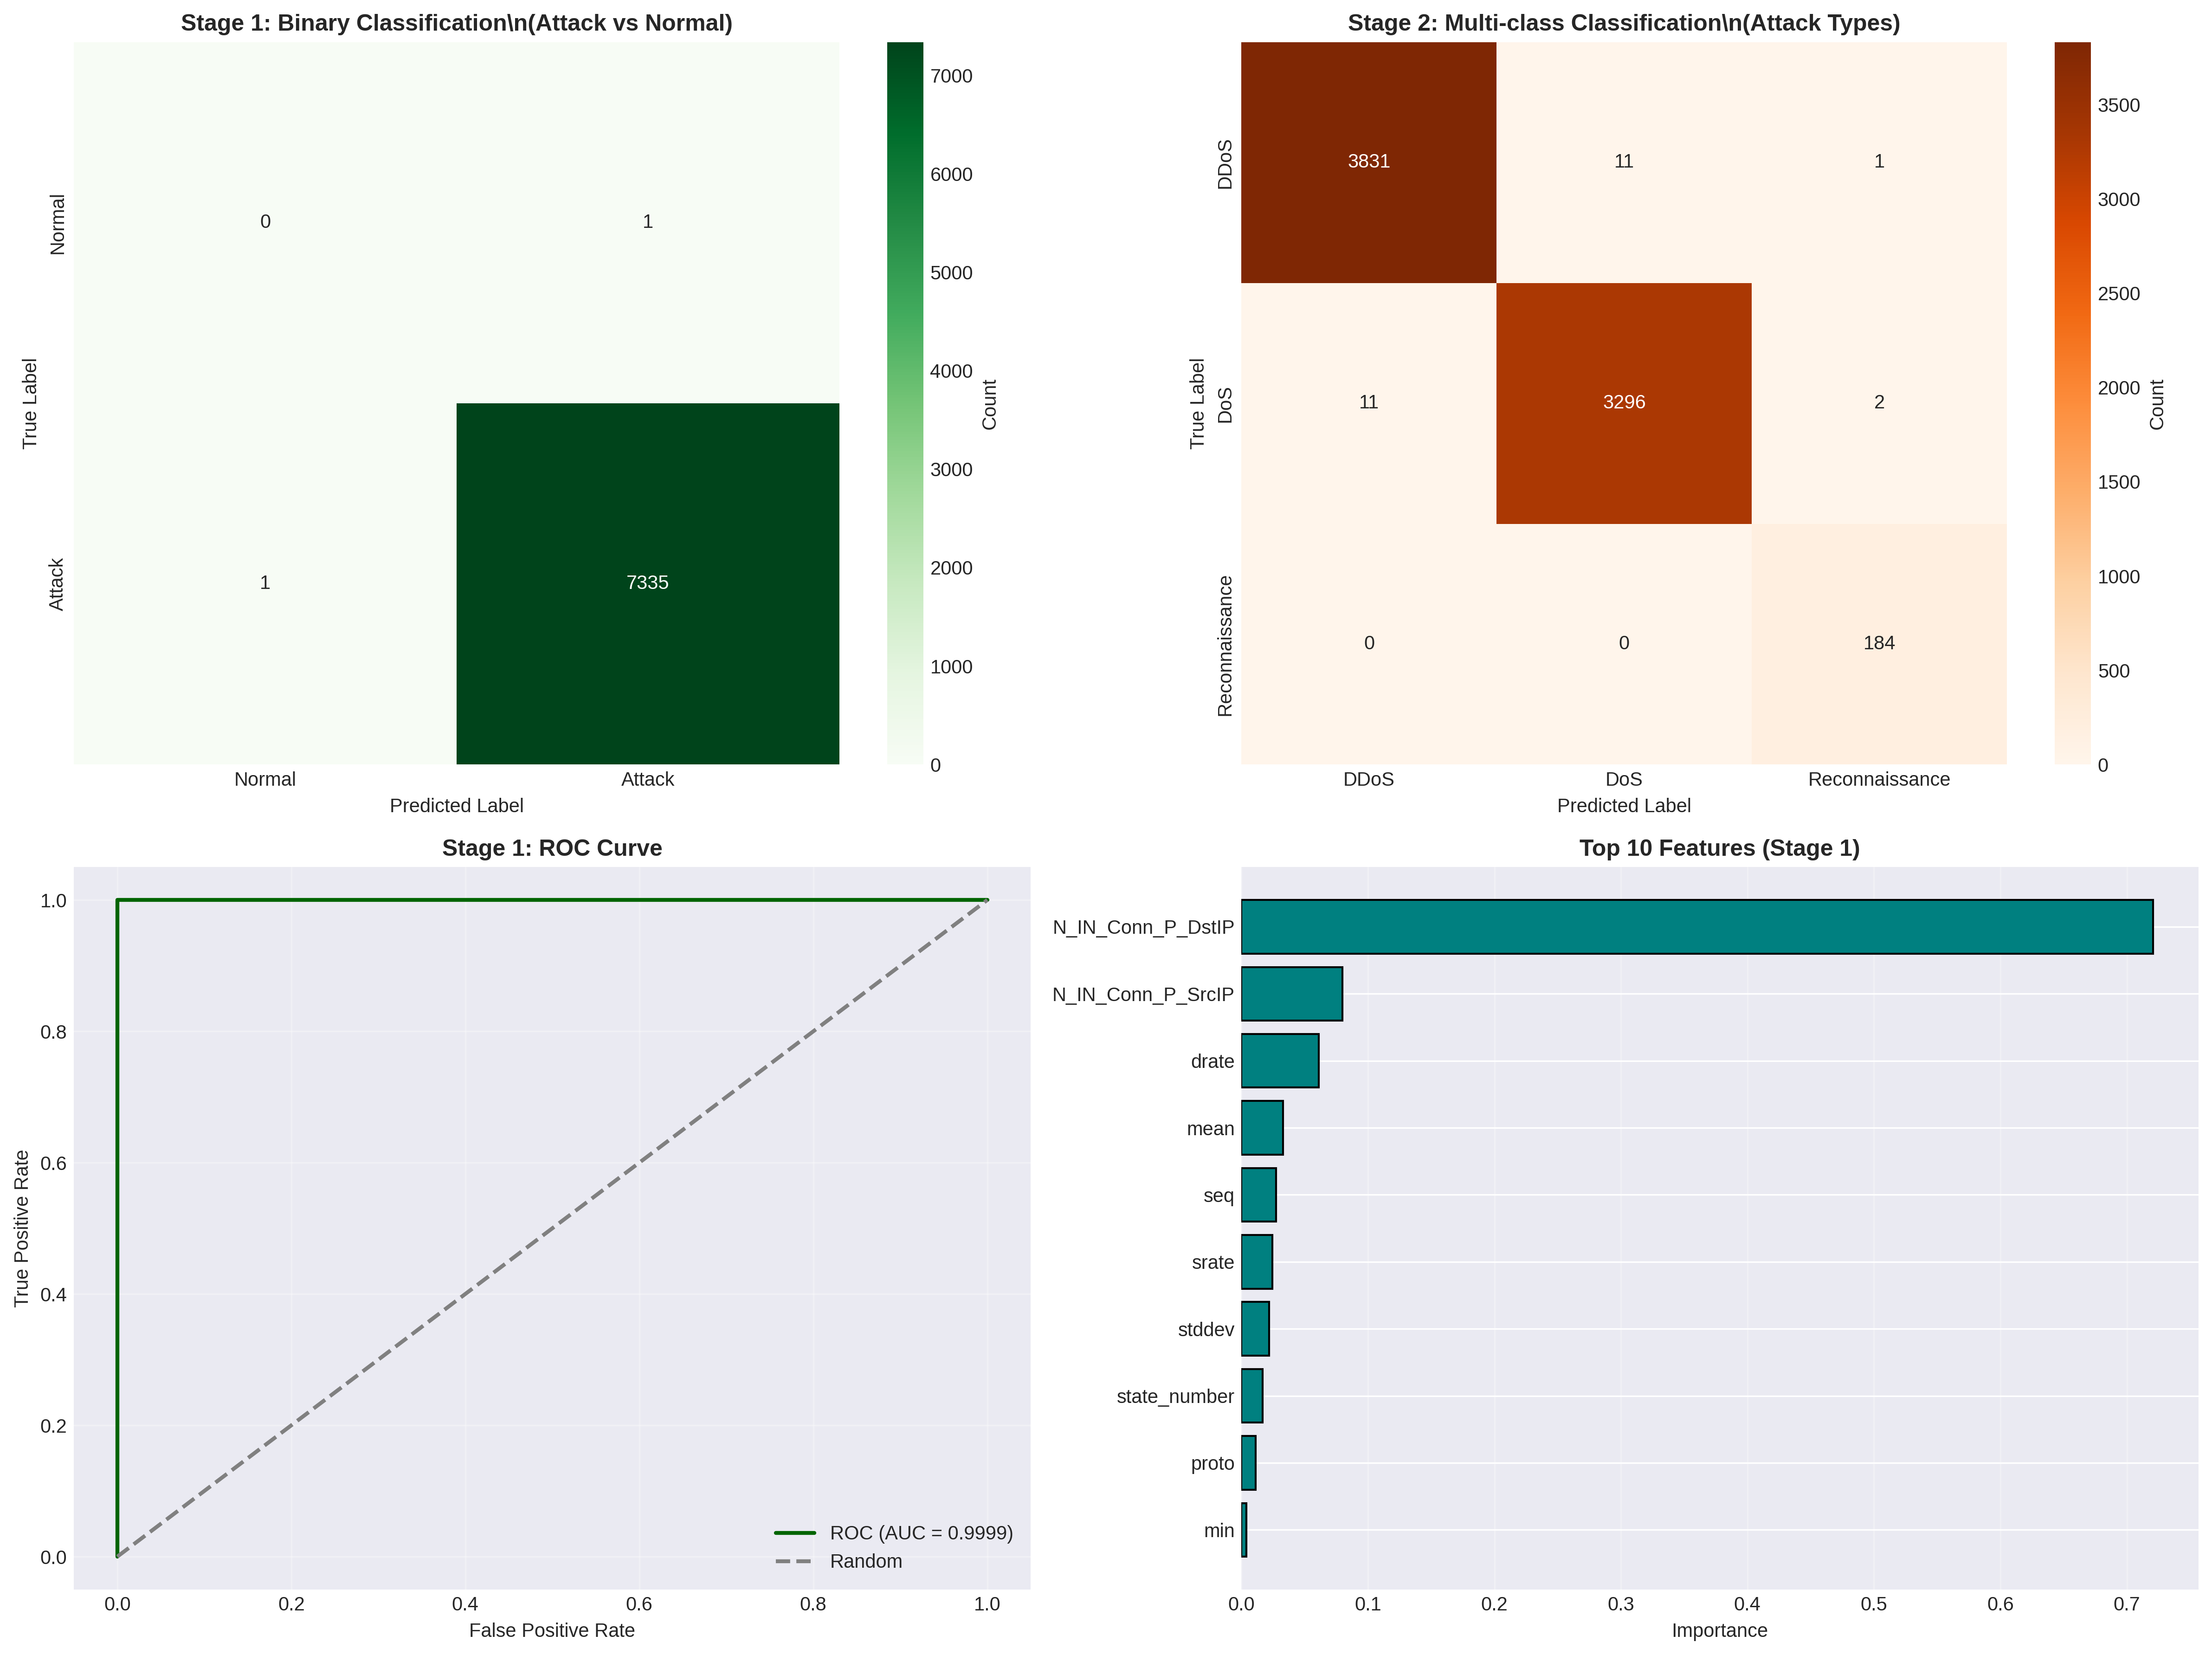 Stage 1: Binary Classification\n(Attack vs Normal)
True Label
Normal
Attack
0
1
1
7335
Normal
Attack
Predicted Label
7000
6000
5000
4000
3000
2000
1000
0
Count
Stage 2: Multi-class Classification\n(Attack Types)
True Label
DDoS
DoS
Reconnaissance
3831
11
1
11
3296
2
0
0
184
DDoS
DoS
Reconnaissance
Predicted Label
3500
3000
2500
2000
1500
1000
500
0
Count
Stage 1: ROC Curve
True Positive Rate
1.0
0.8
0.6
0.4
0.2
0.0
ROC (AUC = 0.9999)
Random
0.0
0.2
0.4
0.6
0.8
1.0
False Positive Rate
Top 10 Features (Stage 1)
N_IN_Conn_P_DstIP
N_IN_Conn_P_SrcIP
drate
mean
seq
srate
stddev
state_number
proto
min
0.0
0.1
0.2
0.3
0.4
0.5
0.6
0.7
Importance